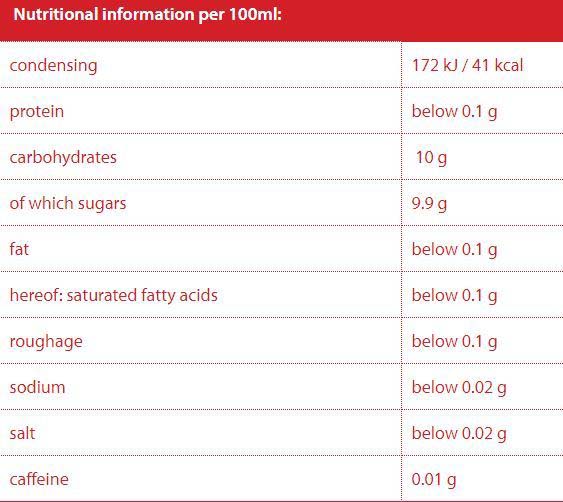 Nutritional information per 100ml:
condensing 172 kJ / 41 kcal
protein below 0.1 g
carbohydrates 10 g
of which sugars 9.9 g
fat below 0.1 g
hereof: saturated fatty acids below 0.1 g
roughage below 0.1 g
sodium below 0.02 g
salt below 0.02 g
caffeine 0.01 g